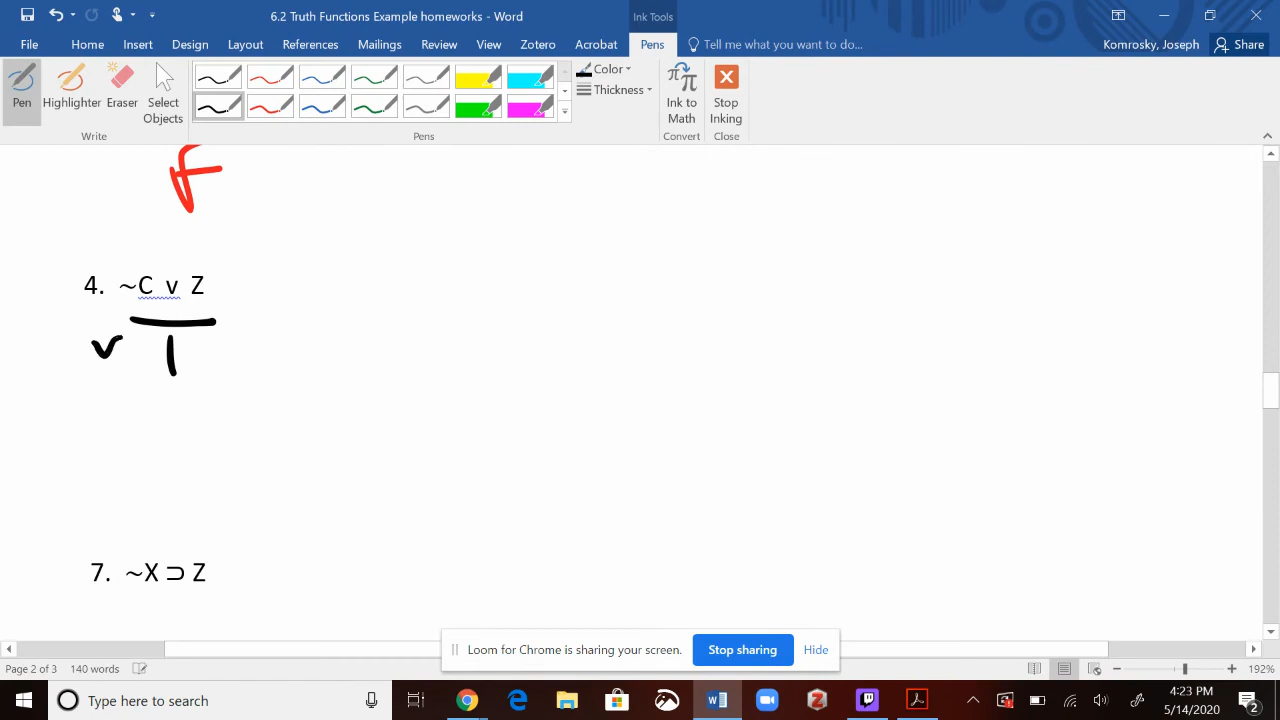 6.2 Truth Functions Example homeworks - Word
Ink Tools
File Home Insert Design Layout References Mailings Review View Zotero Acrobat Pens Tell me what you want to do... Komrosky, Joseph Share
Pen Highlighter Eraser Select Objects Color Thickness Ink to Math Stop Inking
Write Pens Convert Close
F
4. ~C v Z
v
7. ~X ⊃ Z
Loom for Chrome is sharing your screen. Stop sharing Hide
Page 2 of 3 140 words 192%
Type here to search
4:23 PM
5/14/2020
2